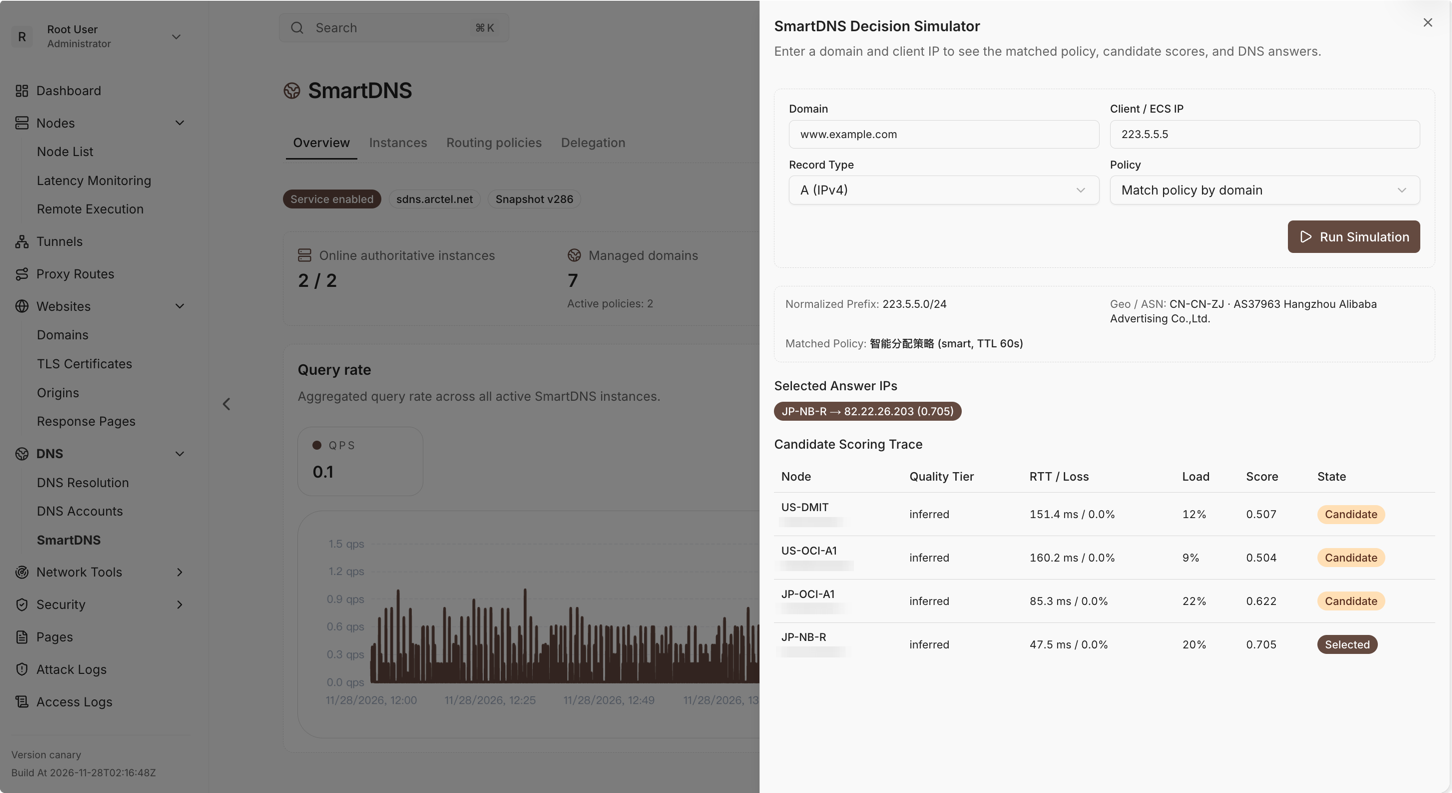 R
Root User
Administrator
Dashboard
Nodes
Node List
Latency Monitoring
Remote Execution
Tunnels
Proxy Routes
Websites
Domains
TLS Certificates
Origins
Response Pages
DNS
DNS Resolution
DNS Accounts
SmartDNS
Network Tools
Security
Pages
Attack Logs
Access Logs
Version canary
Build At 2026-11-28T02:16:48Z
Search ⌘K
SmartDNS
Overview Instances Routing policies Delegation
Service enabled sdns.arctel.net Snapshot v286
Online authoritative instances
2 / 2
Managed domains
7
Active policies: 2
Query rate
Aggregated query rate across all active SmartDNS instances.
QPS
0.1
1.5 qps
1.2 qps
0.9 qps
0.6 qps
0.3 qps
0.0 qps
11/28/2026, 12:00 11/28/2026, 12:25 11/28/2026, 12:49 11/28/2026, 13
SmartDNS Decision Simulator
Enter a domain and client IP to see the matched policy, candidate scores, and DNS answers.
Domain
www.example.com
Client / ECS IP
223.5.5.5
Record Type
A (IPv4)
Policy
Match policy by domain
Run Simulation
Normalized Prefix: 223.5.5.0/24
Geo / ASN: CN-CN-ZJ · AS37963 Hangzhou Alibaba
Advertising Co.,Ltd.
Matched Policy: 智能分配策略 (smart, TTL 60s)
Selected Answer IPs
JP-NB-R → 82.22.26.203 (0.705)
Candidate Scoring Trace
Node Quality Tier RTT / Loss Load Score State
US-DMIT inferred 151.4 ms / 0.0% 12% 0.507 Candidate
US-OCI-A1 inferred 160.2 ms / 0.0% 9% 0.504 Candidate
JP-OCI-A1 inferred 85.3 ms / 0.0% 22% 0.622 Candidate
JP-NB-R inferred 47.5 ms / 0.0% 20% 0.705 Selected